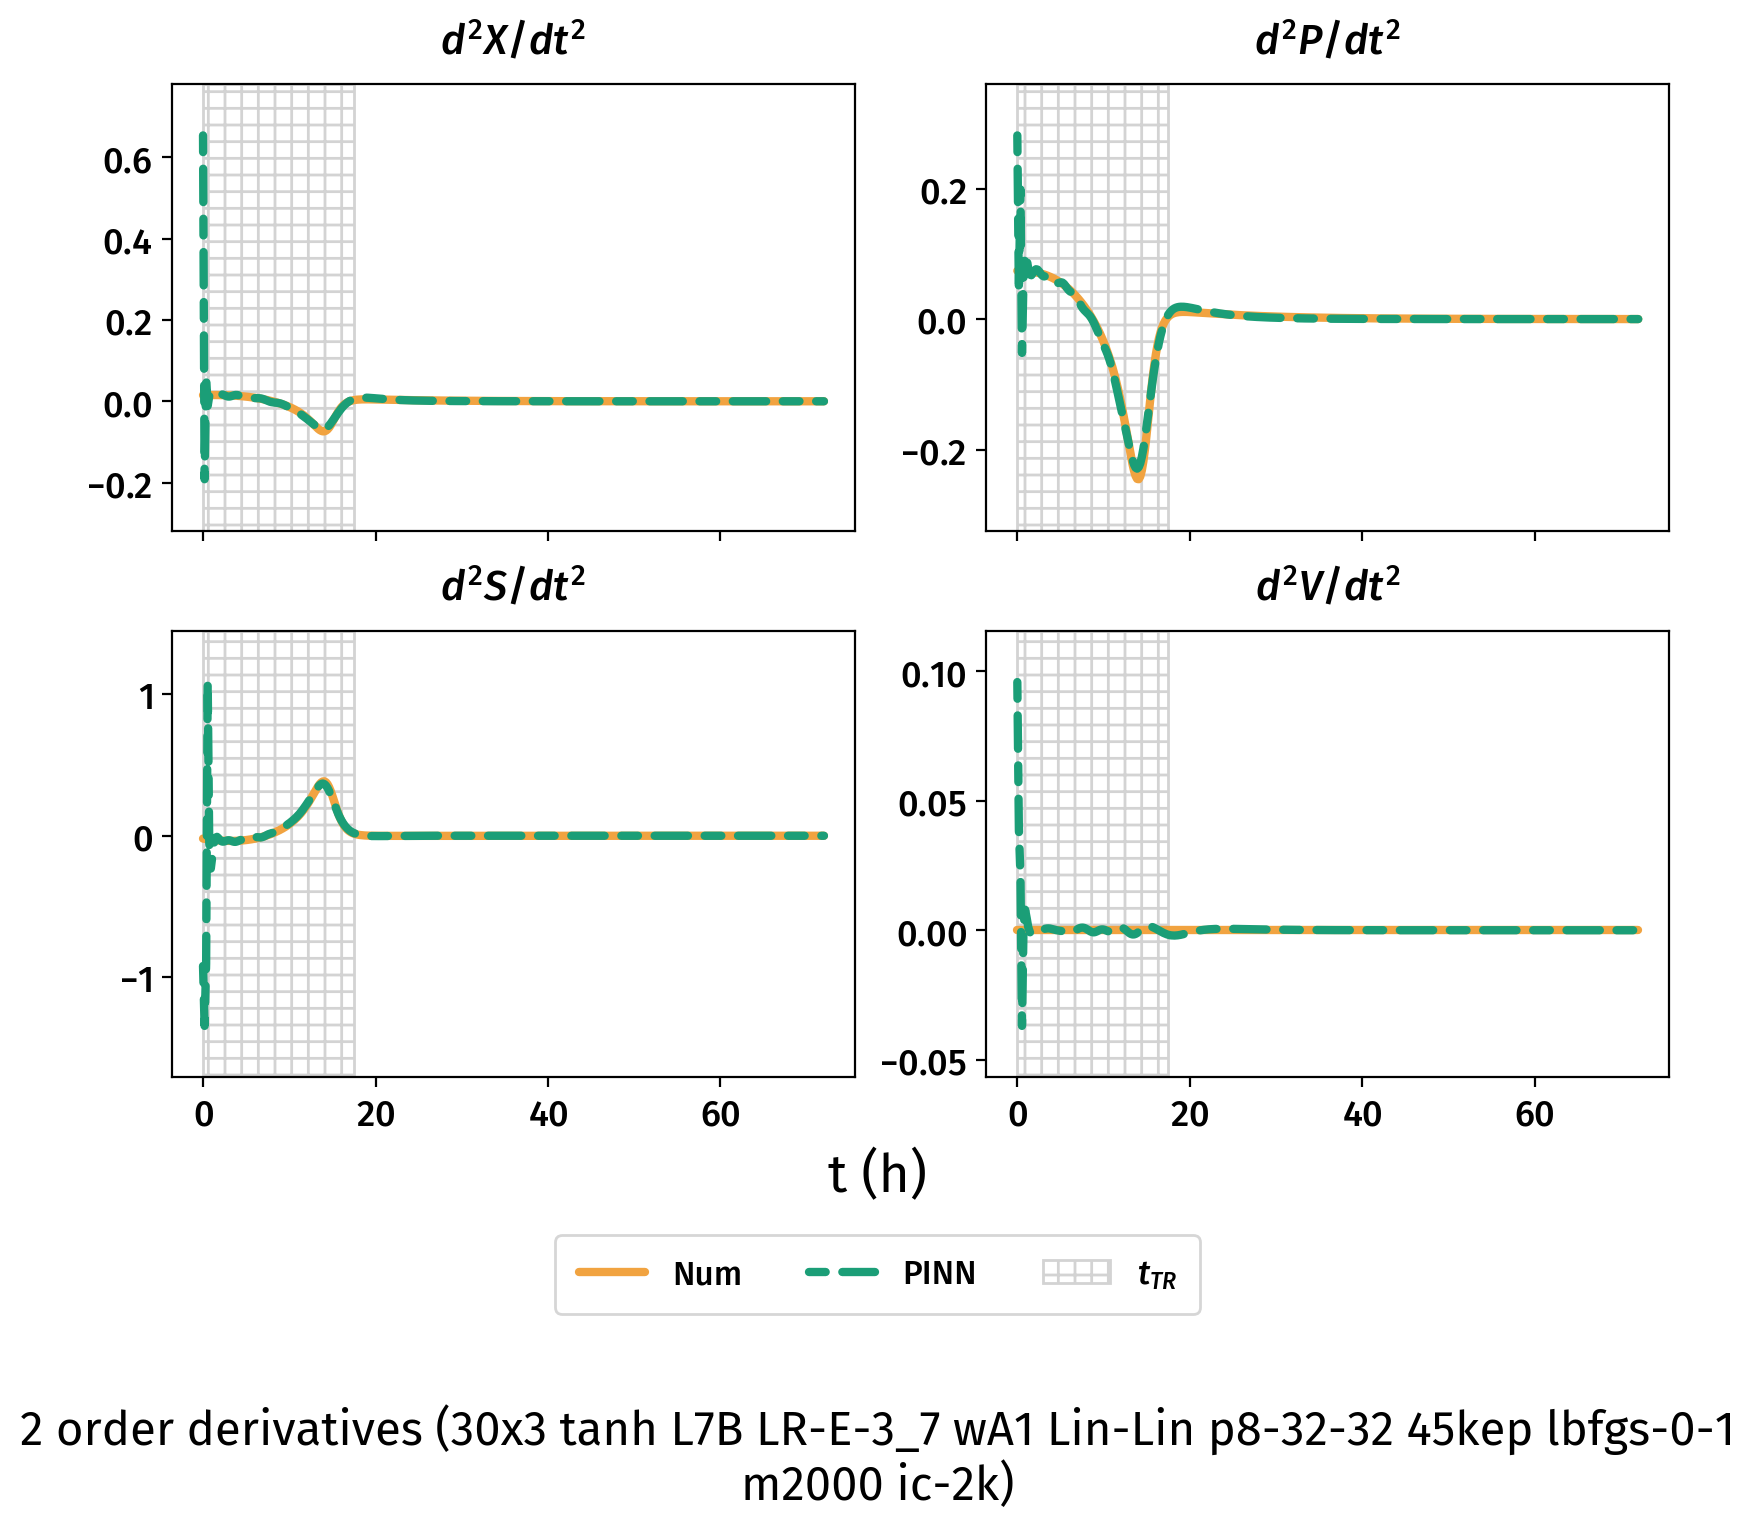 d²X/dt²
d²P/dt²
0.6
0.4
0.2
0.0
−0.2
0.2
0.0
−0.2
d²S/dt²
d²V/dt²
1
0
−1
0.10
0.05
0.00
−0.05
0 20 40 60
0 20 40 60
t (h)
Num PINN t_TR
2 order derivatives (30x3 tanh L7B LR-E-3_7 wA1 Lin-Lin p8-32-32 45kep lbfgs-0-1
m2000 ic-2k)